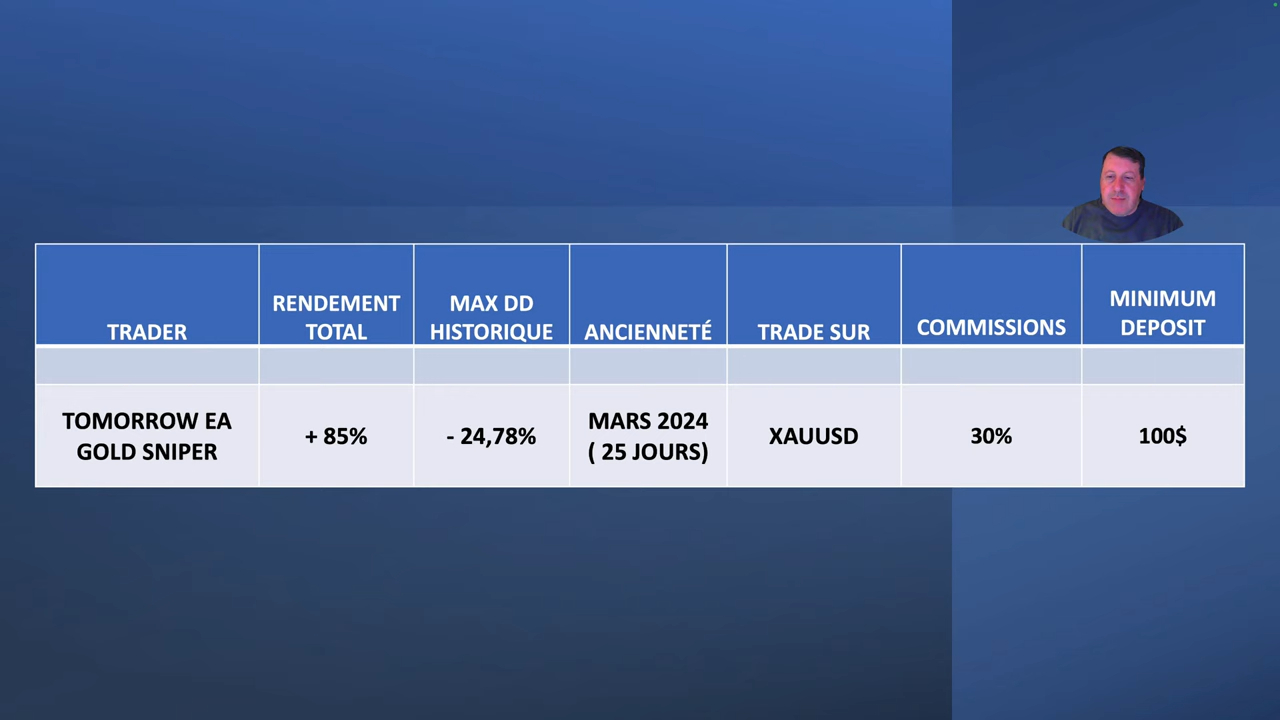 TRADER
RENDEMENT
TOTAL
MAX DD
HISTORIQUE
ANCIENNETÉ
TRADE SUR
COMMISSIONS
MINIMUM
DEPOSIT
TOMORROW EA
GOLD SNIPER
+ 85%
- 24,78%
MARS 2024
( 25 JOURS)
XAUUSD
30%
100$